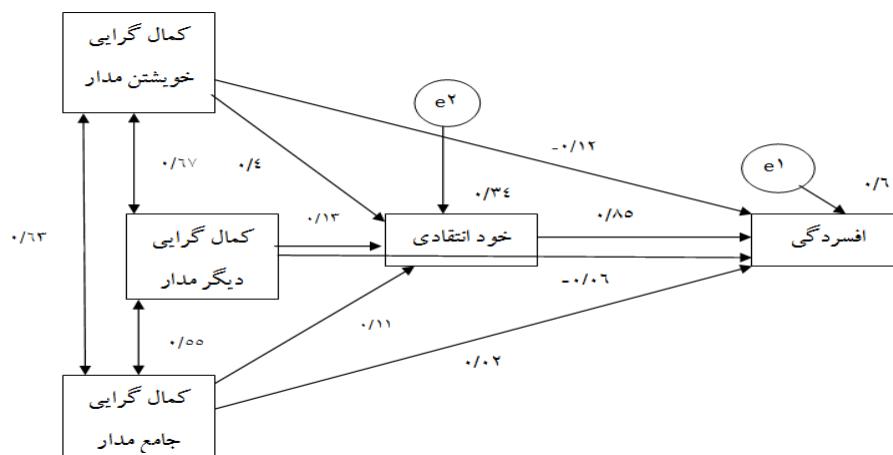 کمال گرایی
خویشتن مدار
e۲
-۰/۱۲
e۱
۰/۶۷
۰/۴
۰/۶
۰/۳۴
۰/۶۳
۰/۱۳
۰/۸۵
کمال گرایی
دیگر مدار
خود انتقادی
افسردگی
-۰/۰۶
۰/۵۵
۰/۱۱
۰/۰۲
کمال گرایی
جامع مدار